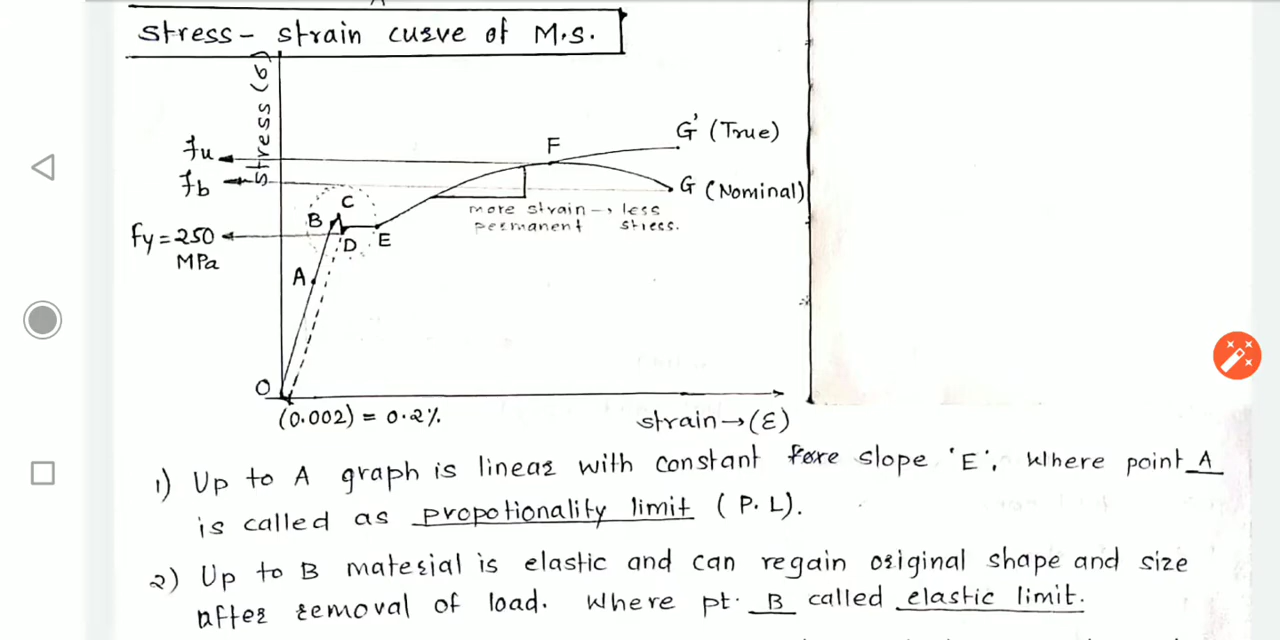 stress - strain curve of M.S.
Stress (σ)
fu
fb
fy = 250
MPa
F
G' (True)
G (Nominal)
C
B
D
E
A
more strain → less
permanent stress.
O
(0.002) = 0.2%
strain → (ε)
1) Up to A graph is linear with constant slope 'E', Where point A
is called as propotionality limit (P.L).
2) Up to B material is elastic and can regain original shape and size
after removal of load. Where pt. B called elastic limit.